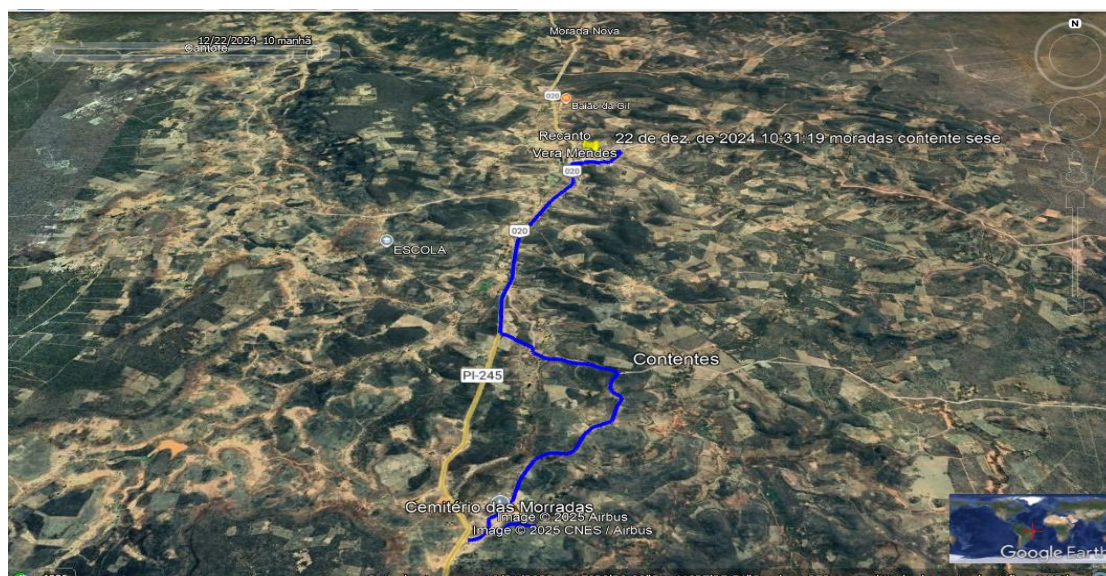 Morada Nova
12/22/2024 10 manhã
N
020
Baião da Gil
Recanto
22 de dez. de 2024 10:31:19 moradas contente sese
Vera Mendes
020
020
ESCOLA
Contentes
PI-245
Cemitério das Morradas
Image © 2025 Airbus
Image © 2025 CNES / Airbus
Google Earth